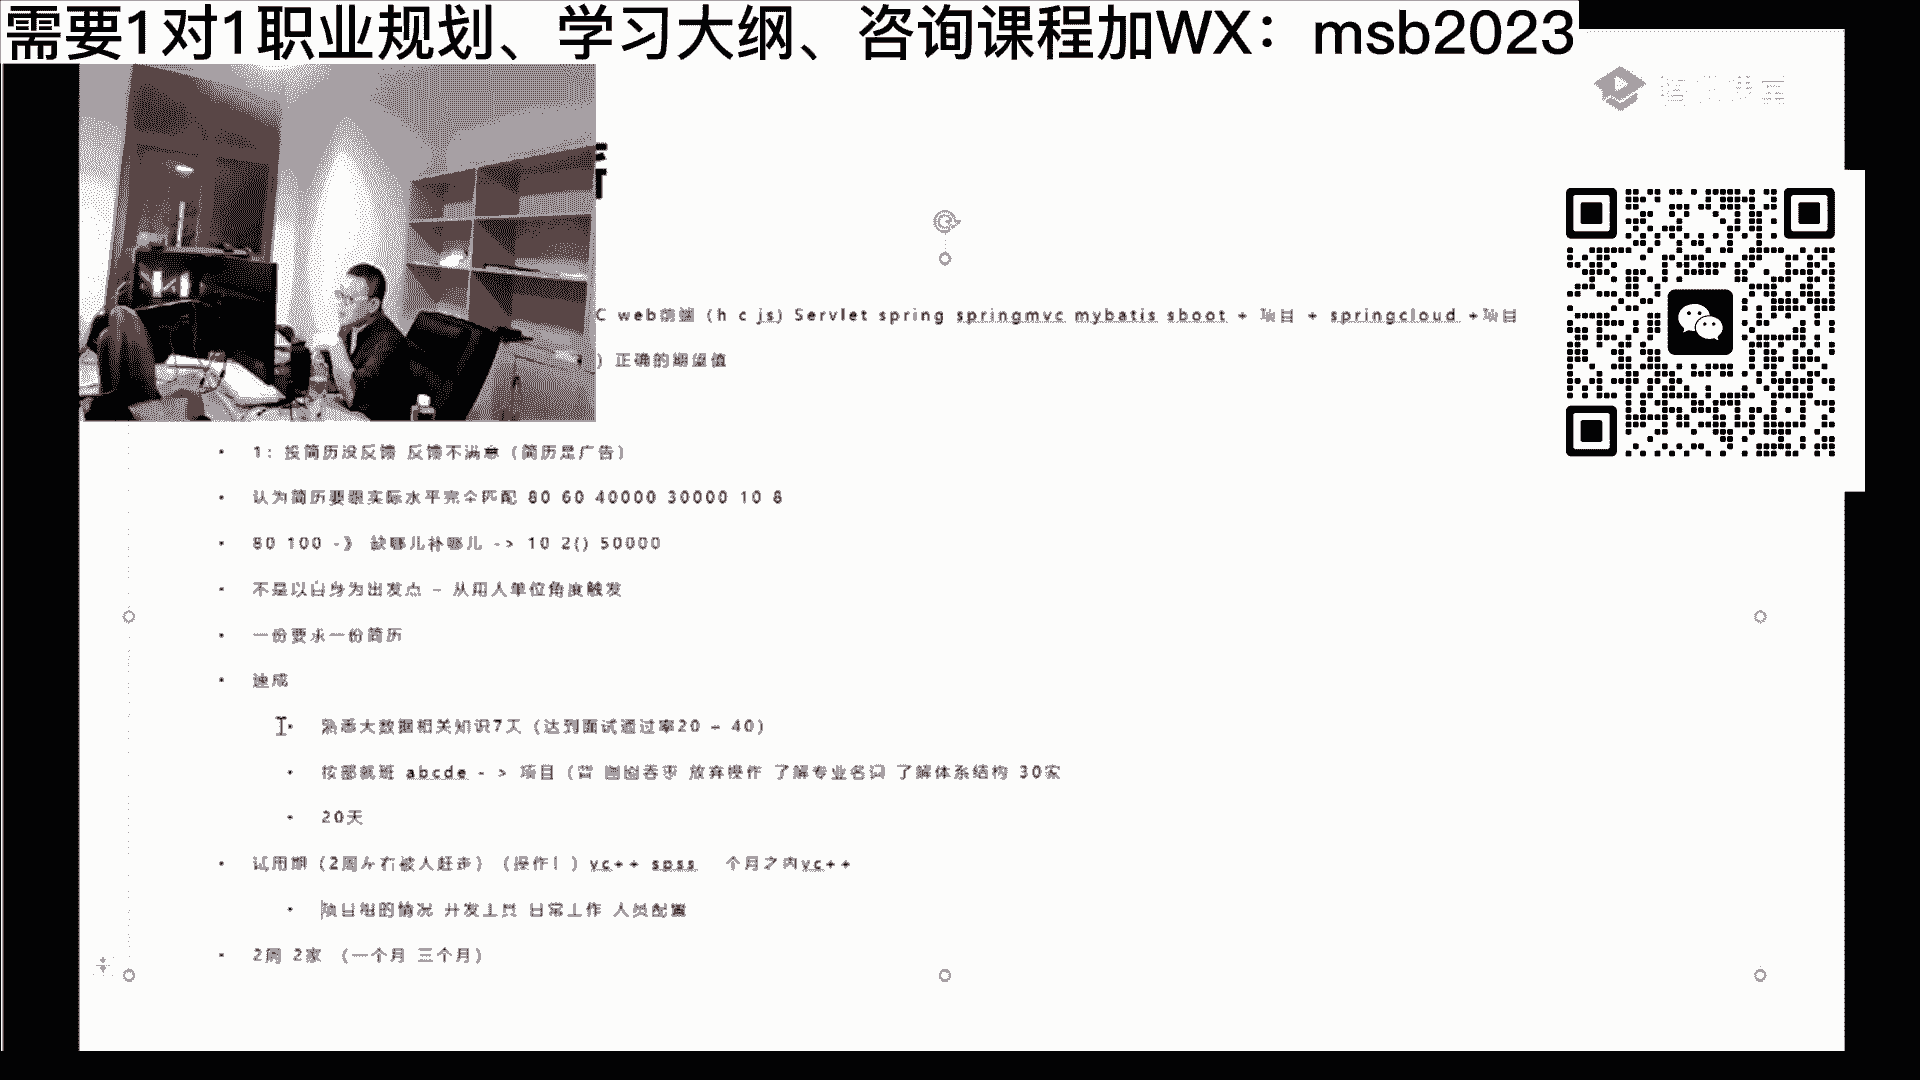 需要1对1职业规划、学习大纲、咨询课程加WX：msb2023
腾讯课堂
C web前端（h c js）Servlet spring springmvc mybatis sboot + 项目 + springcloud +项目
）正确的期望值
1：投简历没反馈 反馈不满意（简历是广告）
认为简历要跟实际水平完全匹配 80 60 40000 30000 10 8
80 100 -》 缺哪儿补哪儿 -> 10 2() 50000
不是以自身为出发点 – 从用人单位角度触发
一份要求一份简历
速成
熟悉大数据相关知识7天（达到面试通过率20 – 40）
按部就班 abcde - > 项目（背 囫囵吞枣 放弃操作 了解专业名词 了解体系结构 30家
20天
试用期（2周左右被人赶走）（操作！）vc++ spss 个月之内vc++
项目组的情况 开发工具 日常工作 人员配置
2周 2家 （一个月 三个月）